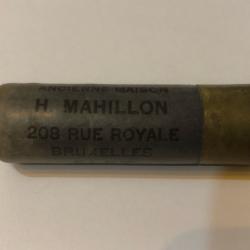 ANCIENNE MAISON
H. MAHILLON
208 RUE ROYALE
BRUXELLES